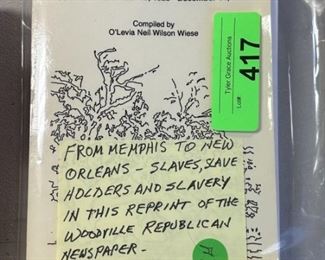 Compiled by
O'Levia Neil Wilson Wiese
Tyler Grace Auctions
Lot#
417
FROM MEMPHIS TO NEW
ORLEANS - SLAVES, SLAVE
HOLDERS AND SLAVERY
IN THIS REPRINT OF THE
WOODVILLE REPUBLICAN
NEWSPAPER -